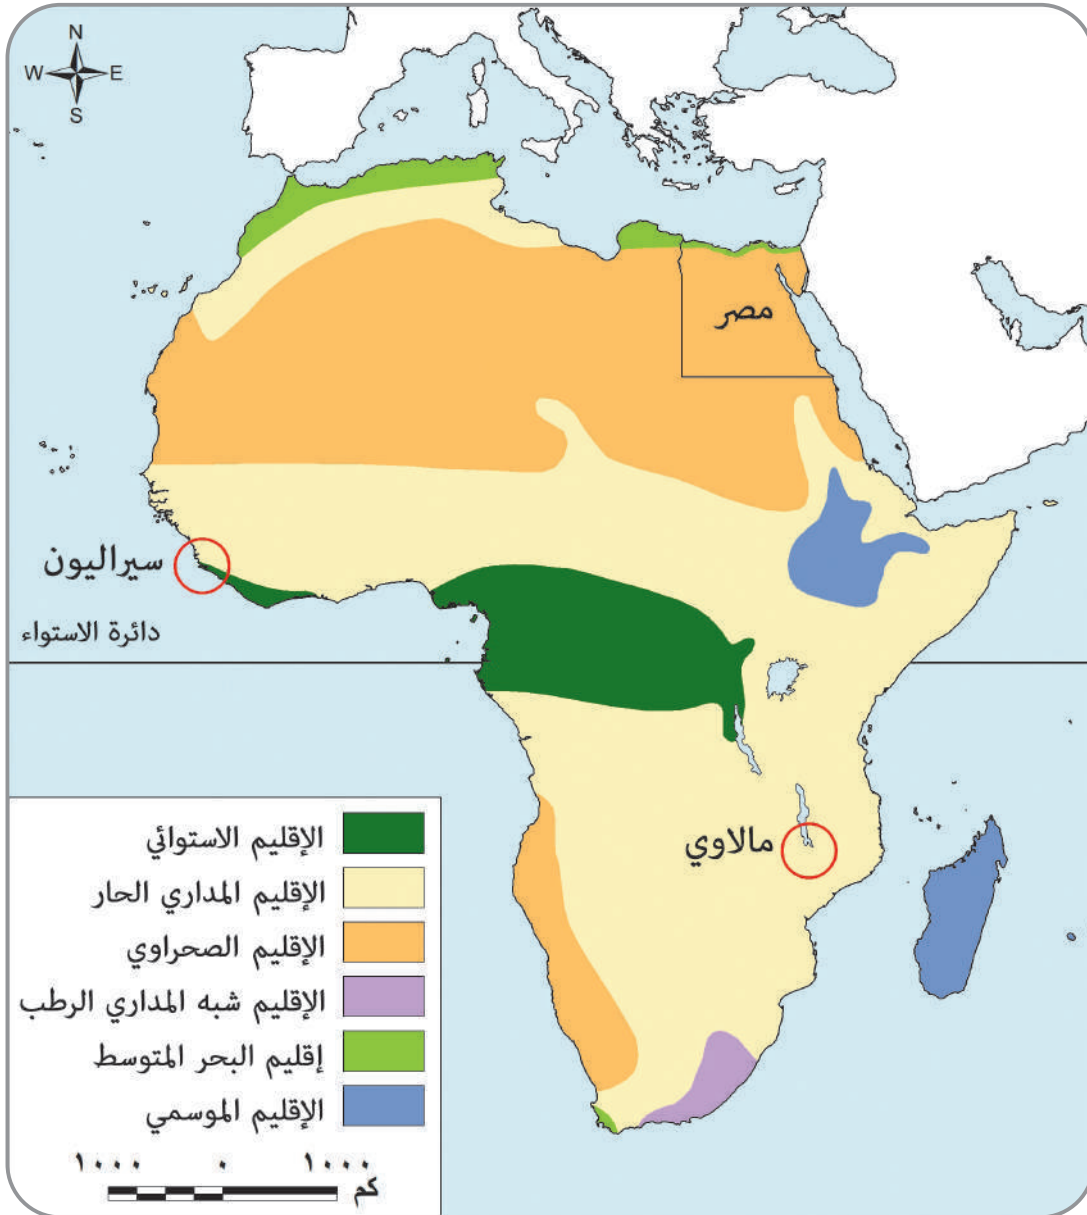 N
W E
S
مصر
سيراليون
دائرة الاستواء
مالاوي
الإقليم الاستوائي
الإقليم المداري الحار
الإقليم الصحراوي
الإقليم شبه المداري الرطب
إقليم البحر المتوسط
الإقليم الموسمي
١٠٠٠ ٠ ١٠٠٠
كم